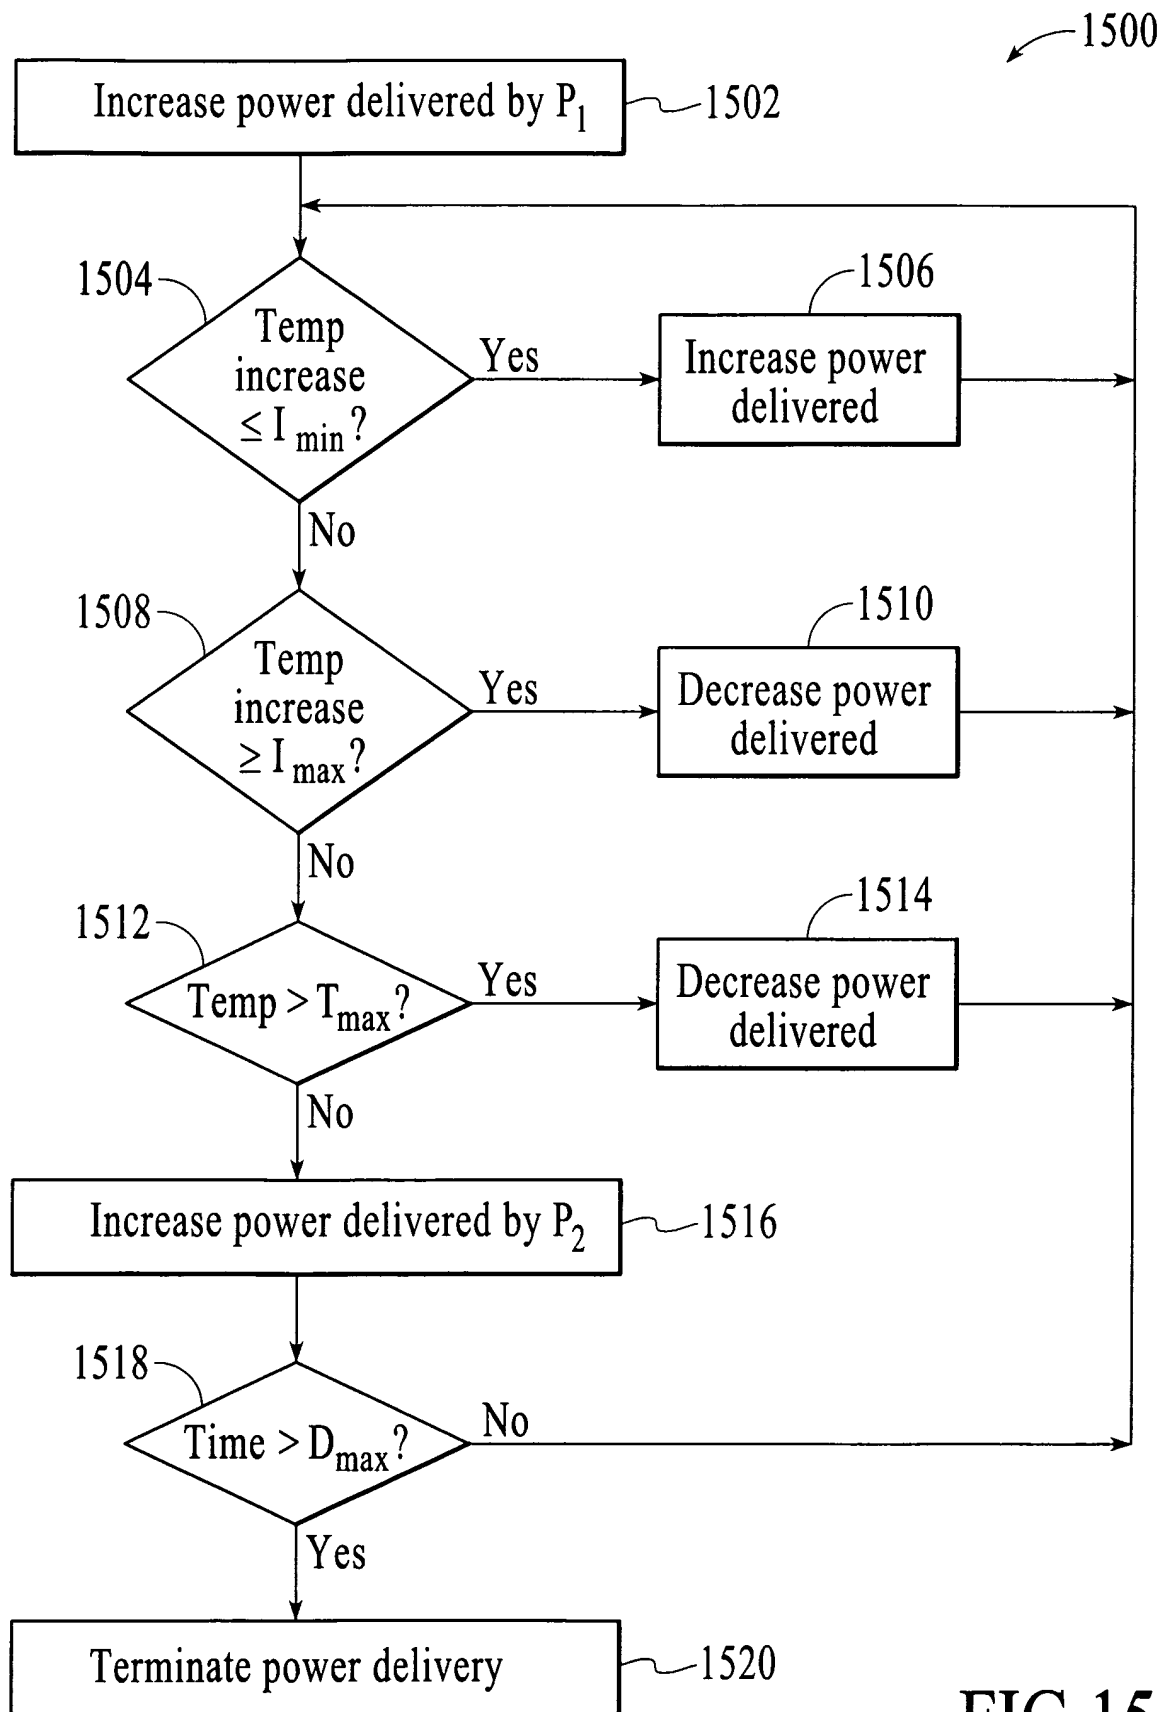 1500
Increase power delivered by P1
1502
1504
Temp
increase
≤ I min ?
Yes
1506
Increase power
delivered
No
1508
Temp
increase
≥ I max ?
Yes
1510
Decrease power
delivered
No
1512
Temp > Tmax ?
Yes
1514
Decrease power
delivered
No
Increase power delivered by P2
1516
1518
Time > Dmax ?
No
Yes
Terminate power delivery
1520
FIG.15